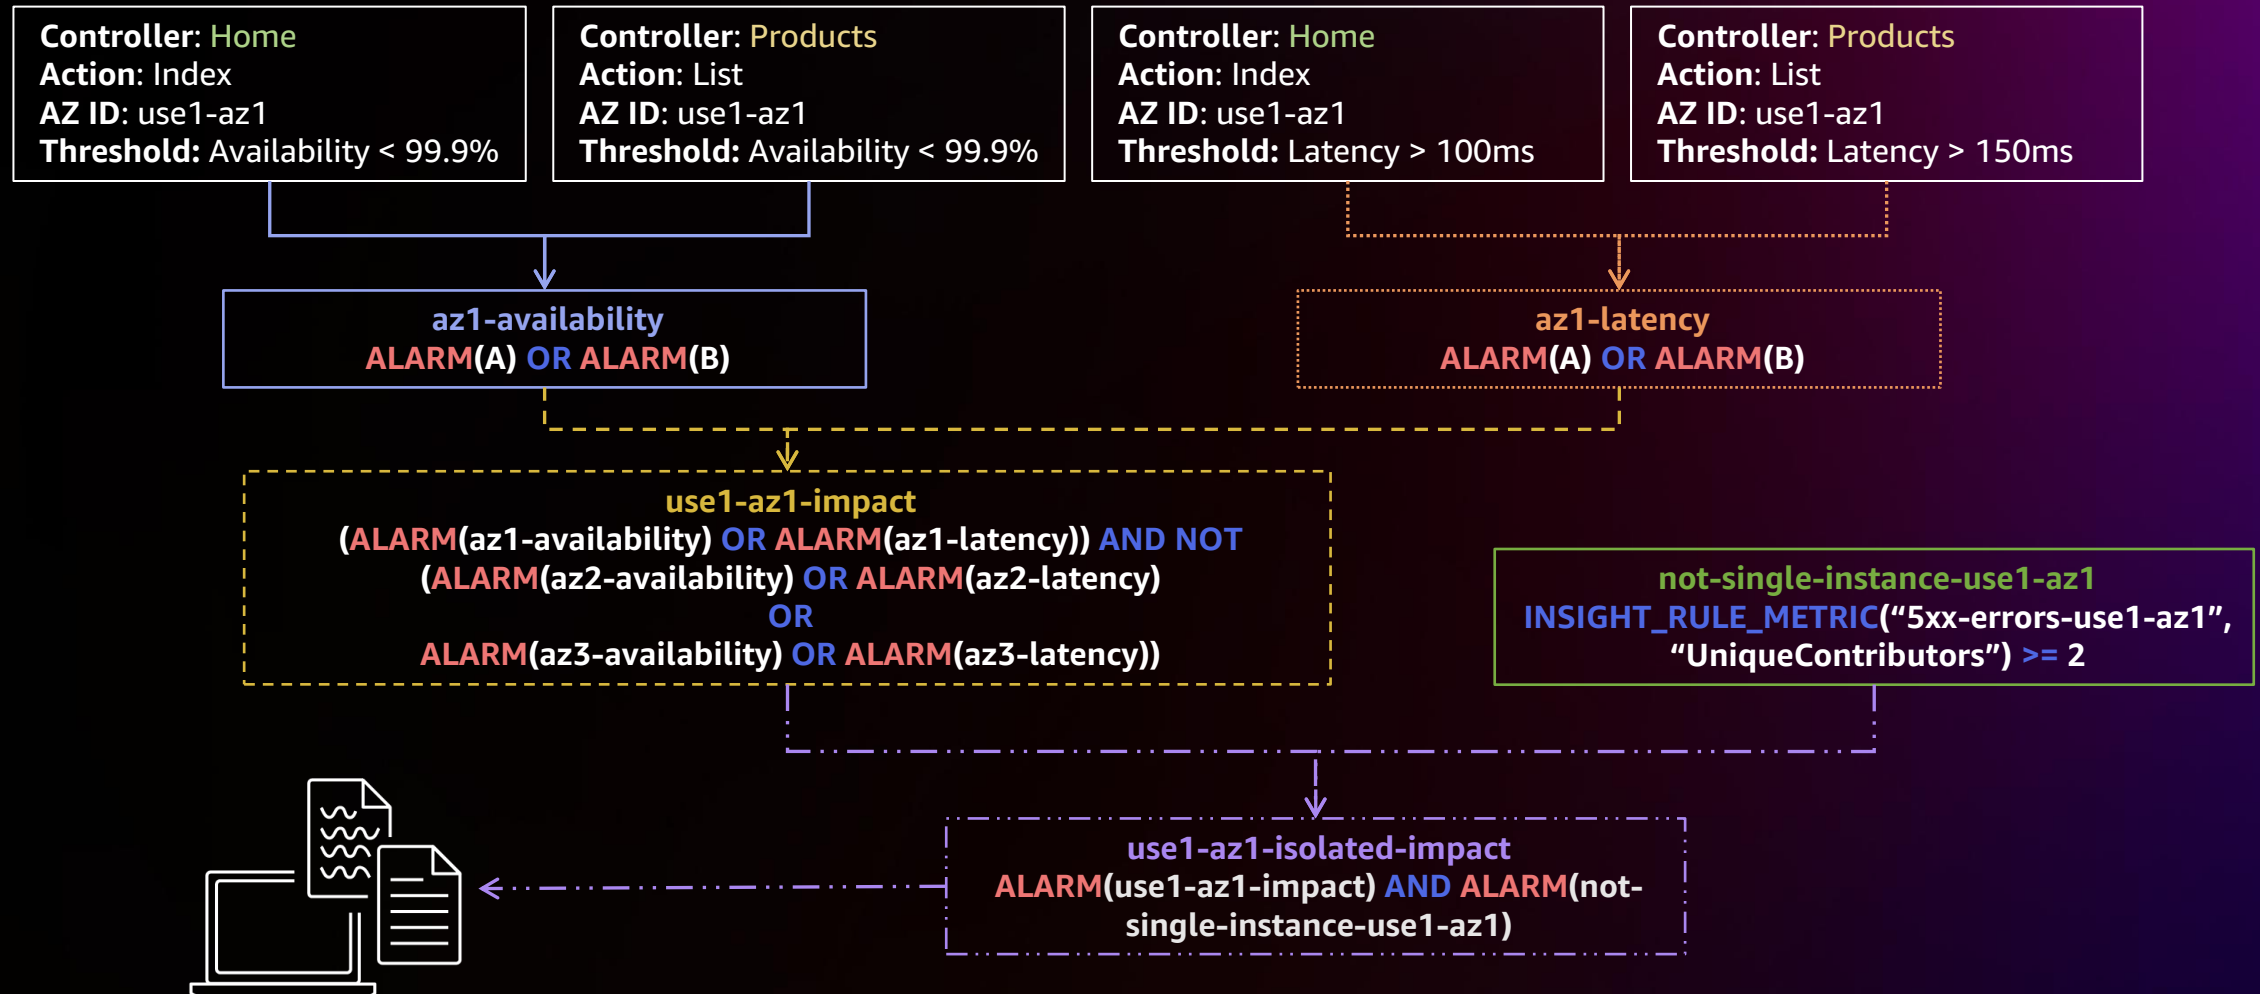 Controller: Home
Action: Index
AZ ID: use1-az1
Threshold: Availability < 99.9%
Controller: Products
Action: List
AZ ID: use1-az1
Threshold: Availability < 99.9%
Controller: Home
Action: Index
AZ ID: use1-az1
Threshold: Latency > 100ms
Controller: Products
Action: List
AZ ID: use1-az1
Threshold: Latency > 150ms
az1-availability
ALARM(A) OR ALARM(B)
az1-latency
ALARM(A) OR ALARM(B)
use1-az1-impact
(ALARM(az1-availability) OR ALARM(az1-latency)) AND NOT
(ALARM(az2-availability) OR ALARM(az2-latency)
OR
ALARM(az3-availability) OR ALARM(az3-latency))
not-single-instance-use1-az1
INSIGHT_RULE_METRIC(“5xx-errors-use1-az1”,
“UniqueContributors”) >= 2
use1-az1-isolated-impact
ALARM(use1-az1-impact) AND ALARM(not-
single-instance-use1-az1)